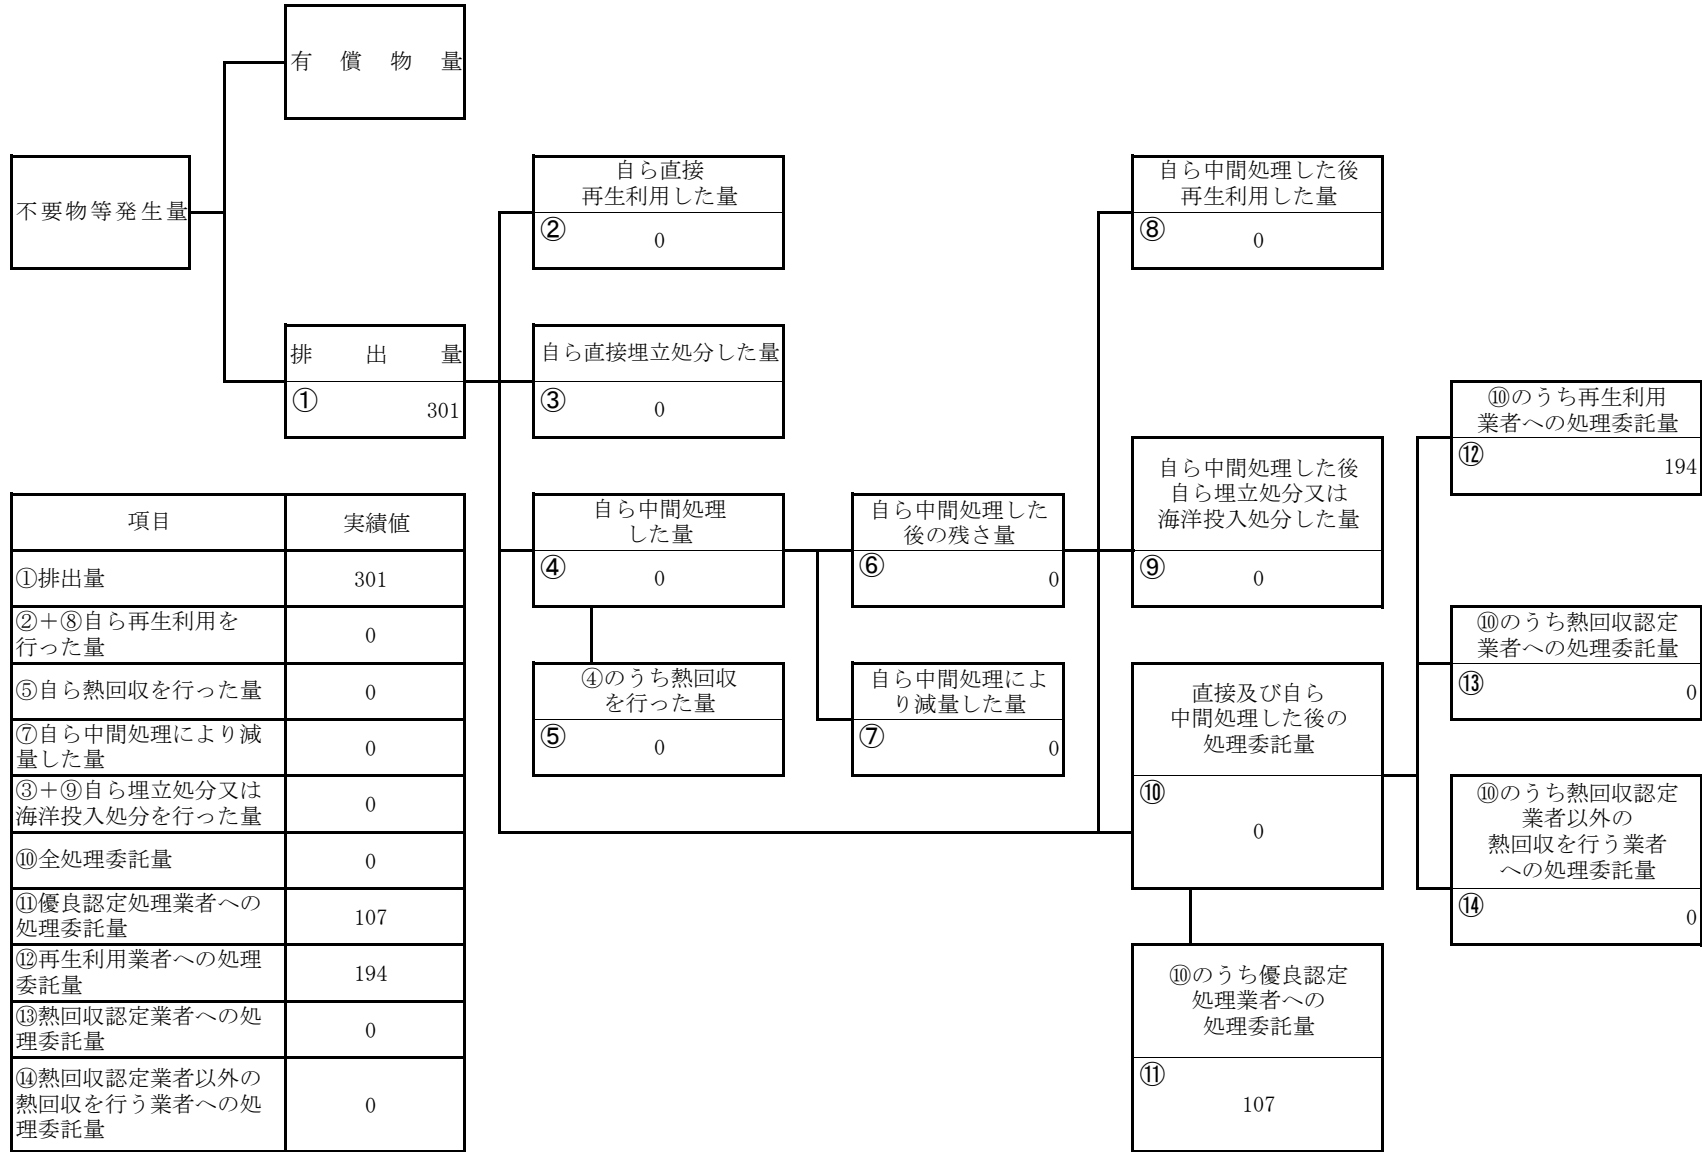 有償物量
不要物等発生量
排出量
①
301
自ら直接
再生利用した量
②
0
自ら直接埋立処分した量
③
0
自ら中間処理
した量
④
0
④のうち熱回収
を行った量
⑤
0
自ら中間処理した
後の残さ量
⑥
0
自ら中間処理によ
り減量した量
⑦
0
自ら中間処理した後
再生利用した量
⑧
0
自ら中間処理した後
自ら埋立処分又は
海洋投入処分した量
⑨
0
直接及び自ら
中間処理した後の
処理委託量
⑩
0
⑩のうち優良認定
処理業者への
処理委託量
⑪
107
⑩のうち再生利用
業者への処理委託量
⑫
194
⑩のうち熱回収認定
業者への処理委託量
⑬
0
⑩のうち熱回収認定
業者以外の
熱回収を行う業者
への処理委託量
⑭
0
項目 実績値
①排出量 301
②＋⑧自ら再生利用を
行った量 0
⑤自ら熱回収を行った量 0
⑦自ら中間処理により減
量した量 0
③＋⑨自ら埋立処分又は
海洋投入処分を行った量 0
⑩全処理委託量 0
⑪優良認定処理業者への
処理委託量 107
⑫再生利用業者への処理
委託量 194
⑬熱回収認定業者への処
理委託量 0
⑭熱回収認定業者以外の
熱回収を行う業者への処
理委託量 0